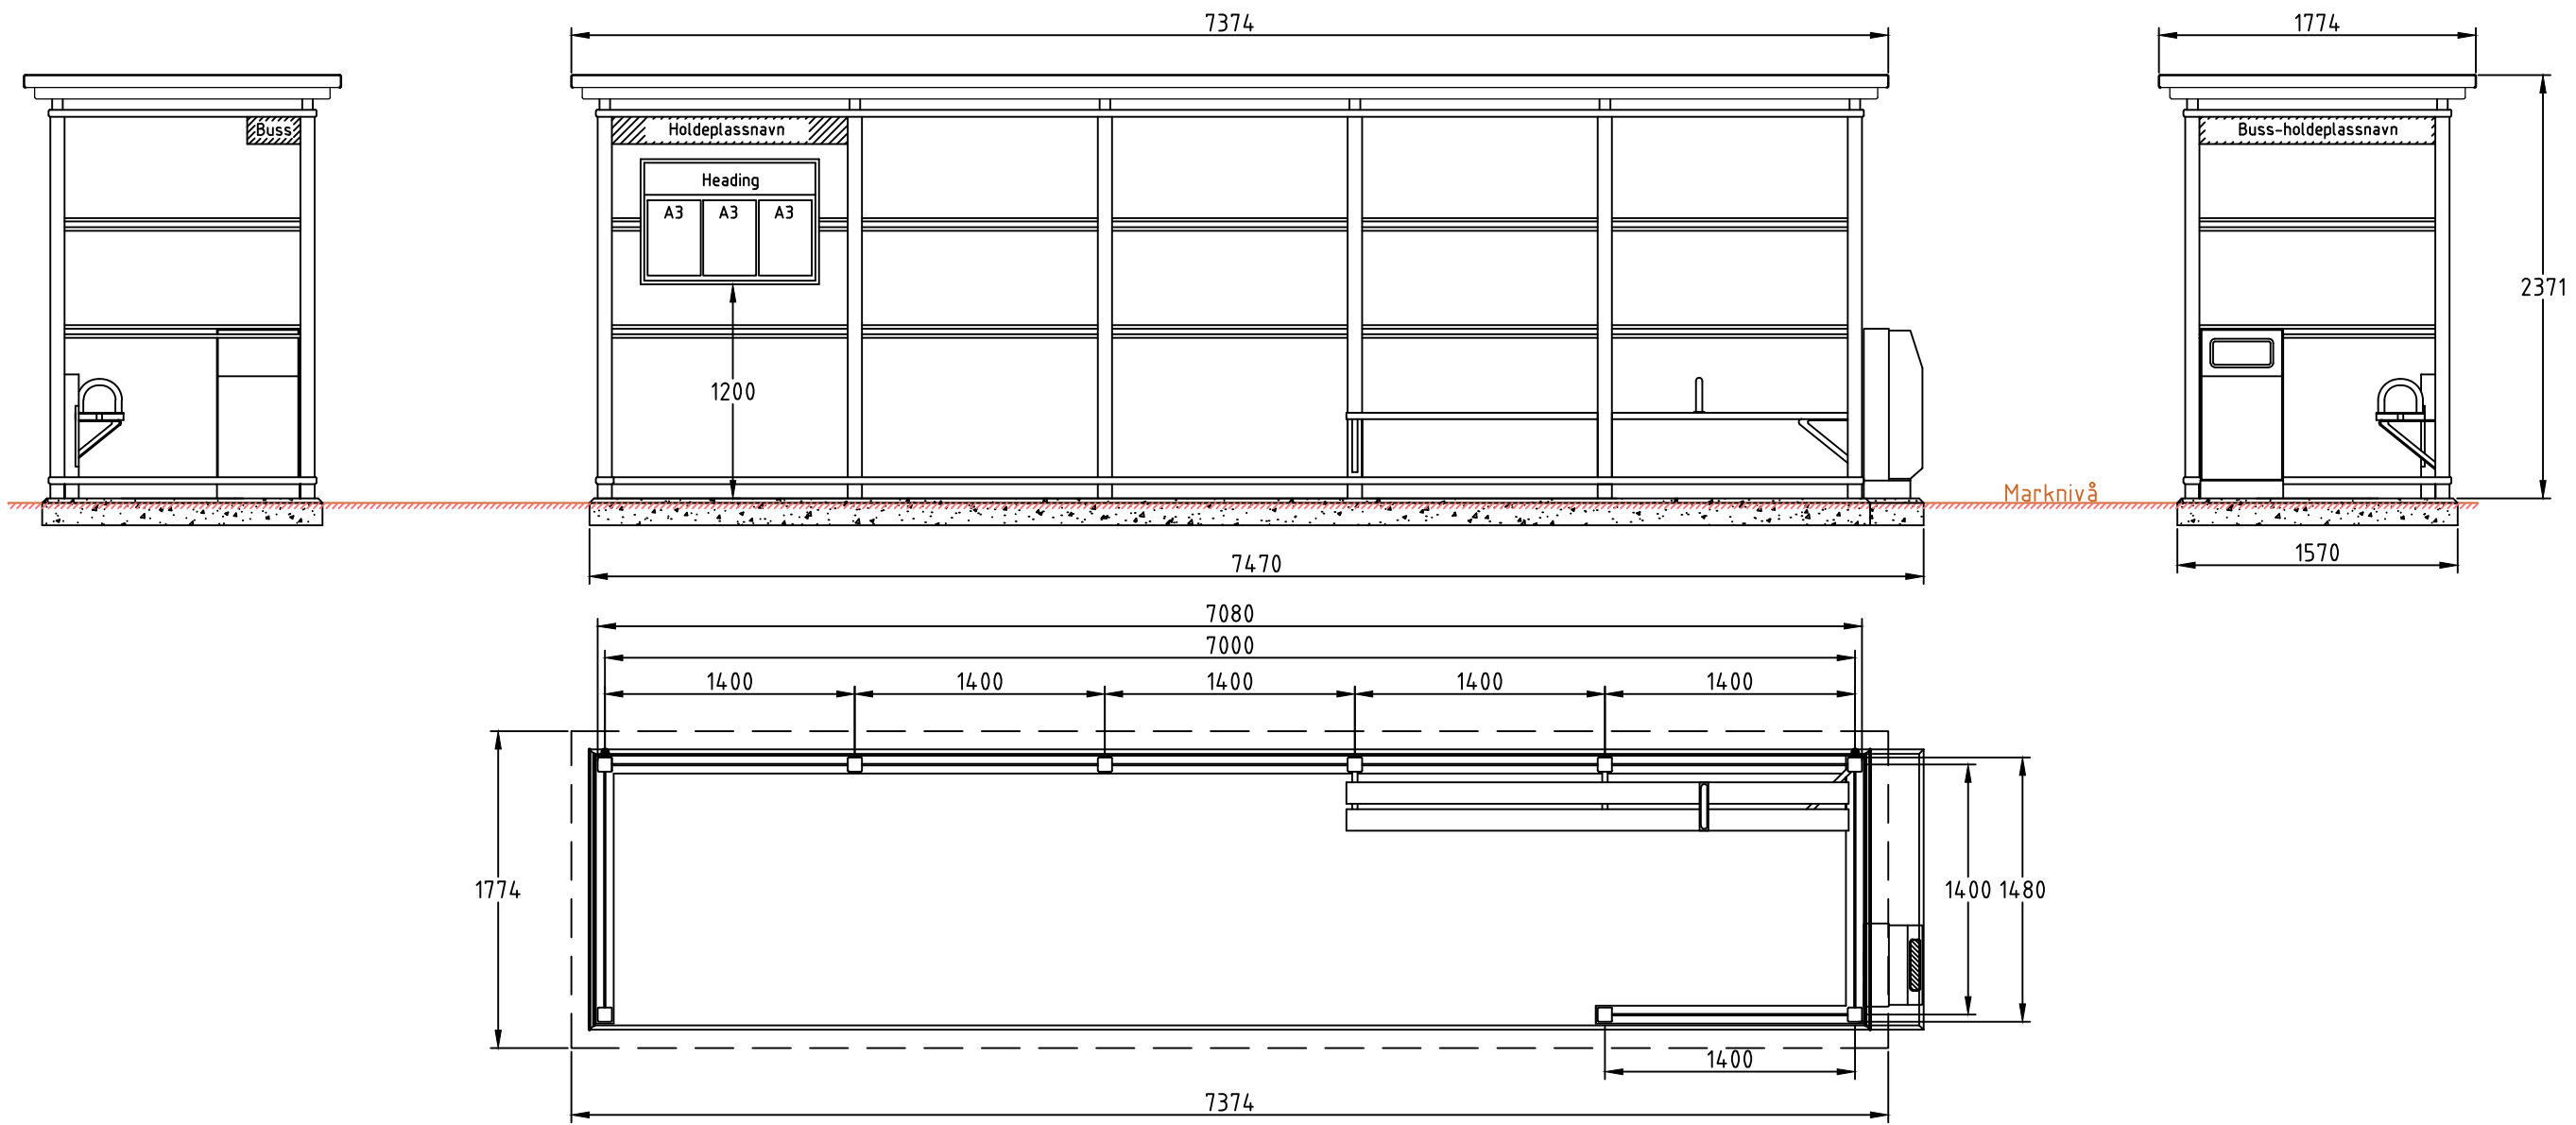 7374
1774
Buss
Holdeplassnavn
Buss-holdeplassnavn
Heading
A3 A3 A3
2371
1200
Marknivå
7470
1570
7080
7000
1400 1400 1400 1400 1400
1774
1400 1480
1400
7374